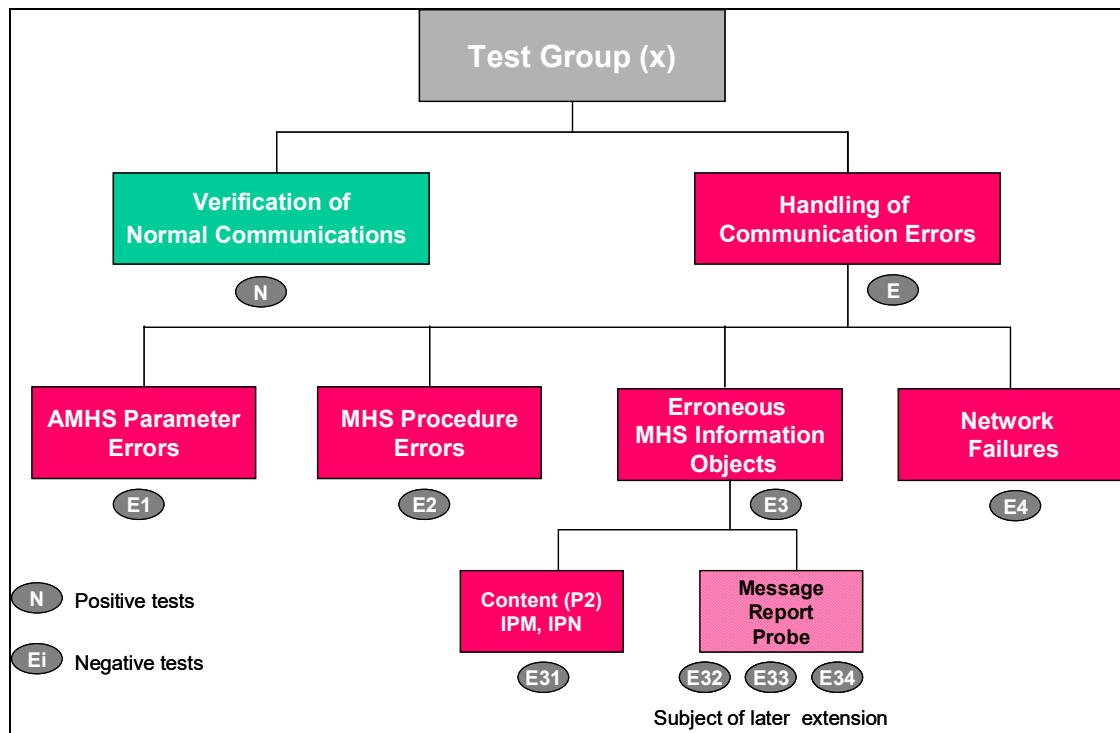 Test Group (x)
Verification of
Normal Communications
Handling of
Communication Errors
N
E
AMHS Parameter
Errors
MHS Procedure
Errors
Erroneous
MHS Information
Objects
Network
Failures
E1
E2
E3
E4
Content (P2)
IPM, IPN
Message
Report
Probe
E31
E32
E33
E34
Subject of later extension
N
Positive tests
Ei
Negative tests